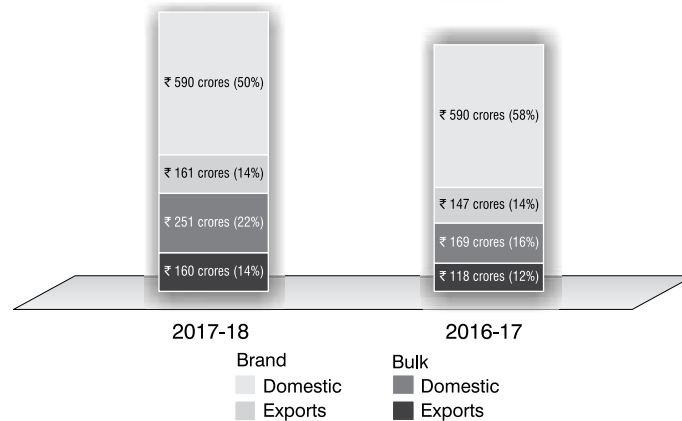 ₹ 590 crores (50%)
₹ 161 crores (14%)
₹ 251 crores (22%)
₹ 160 crores (14%)
₹ 590 crores (58%)
₹ 147 crores (14%)
₹ 169 crores (16%)
₹ 118 crores (12%)
2017-18
2016-17
Brand
Domestic
Exports
Bulk
Domestic
Exports